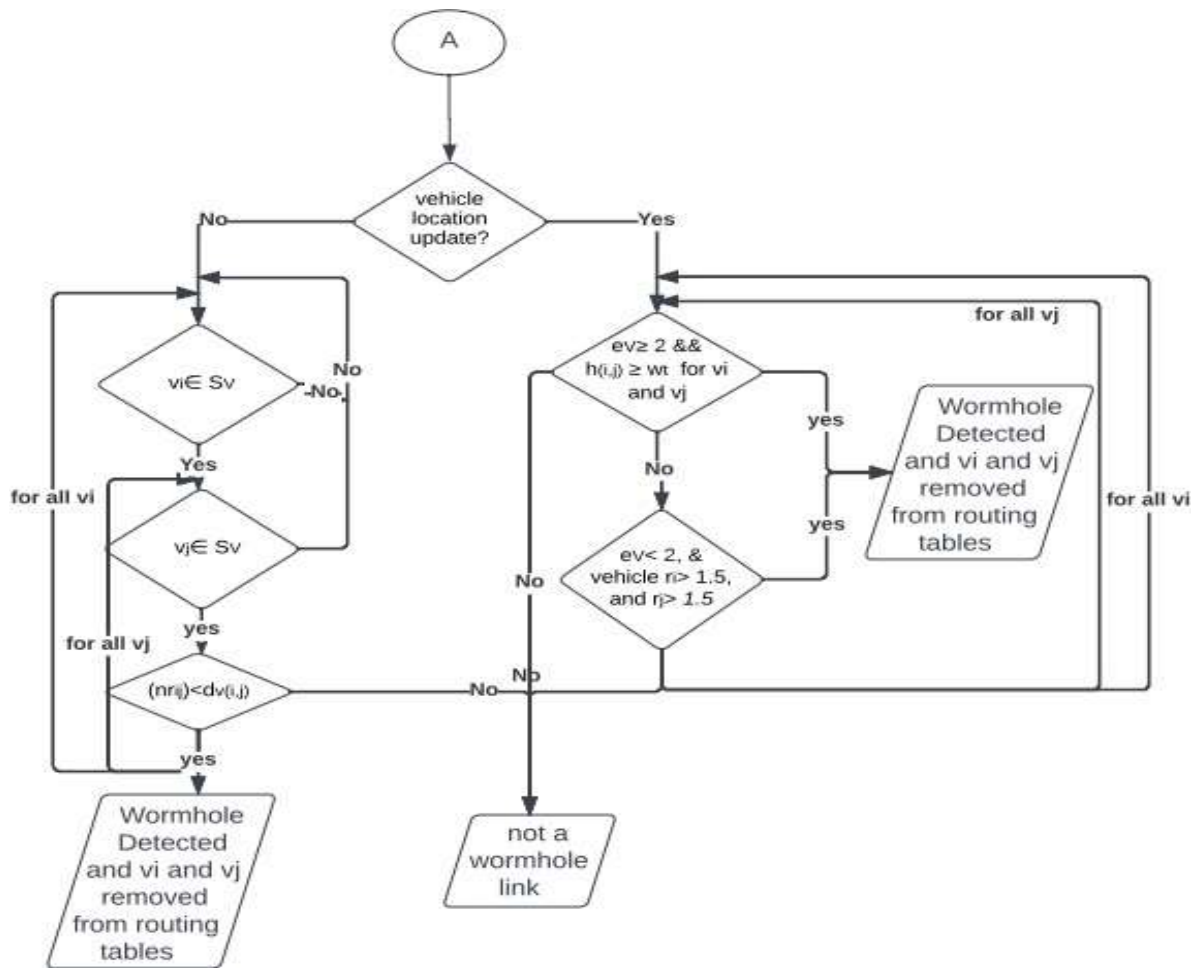 A
vehicle
location
update?
No
Yes
for all vj
ev≥ 2 &&
h(i,j) ≥ wt for vi
and vj
No
vi∈ Sv
No
yes
Wormhole
Detected
and vi and vj
removed
from routing
tables
Yes
No
for all vi
for all vi
vj∈ Sv
yes
ev< 2, &
vehicle ri> 1.5,
and rj> 1.5
No
yes
for all vj
No
(nrij)<dv(i,j)
No
yes
Wormhole
Detected
and vi and vj
removed
from routing
tables
not a
wormhole
link